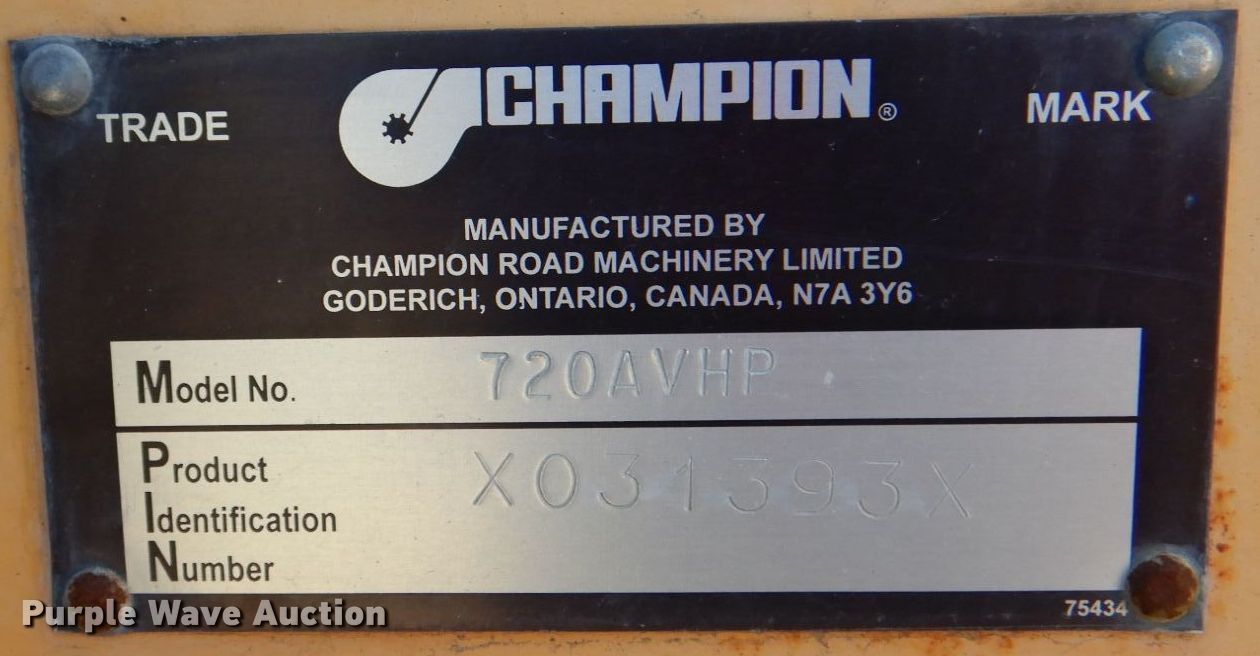 CHAMPION®
TRADE MARK
MANUFACTURED BY
CHAMPION ROAD MACHINERY LIMITED
GODERICH, ONTARIO, CANADA, N7A 3Y6
Model No. 720AVHP
Product X031393X
Identification
Number
75434
Purple Wave Auction